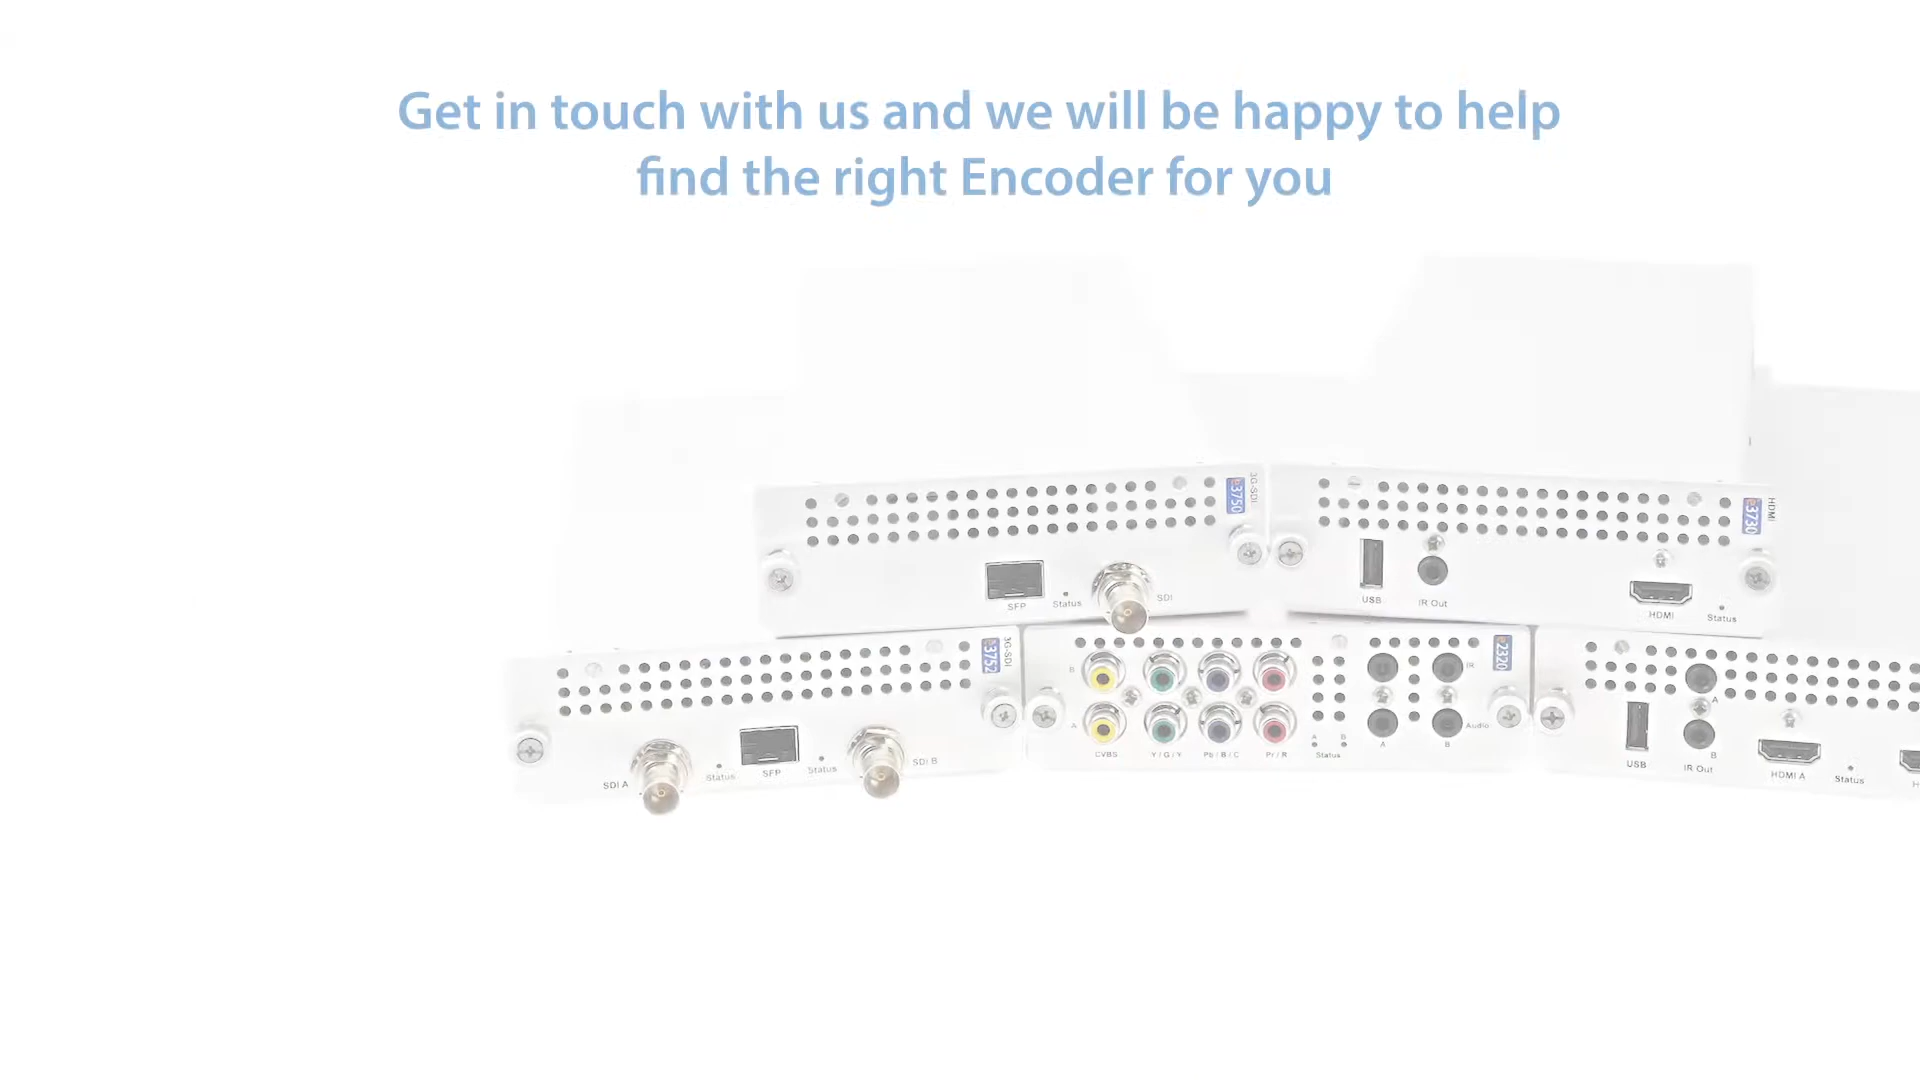 Get in touch with us and we will be happy to help
find the right Encoder for you
3750
3G-SDI
SFP
Status
SDI
3730
HDMI
USB
IR Out
HDMI
Status
3752
3G-SDI
SDI A
Status
SFP
Status
SDI B
2320
B
A
CVBS
Y / G / Y
Pb / B / C
Pr / R
A B
Status
IR
Audio
A
B
USB
A
B
IR Out
HDMI A
Status